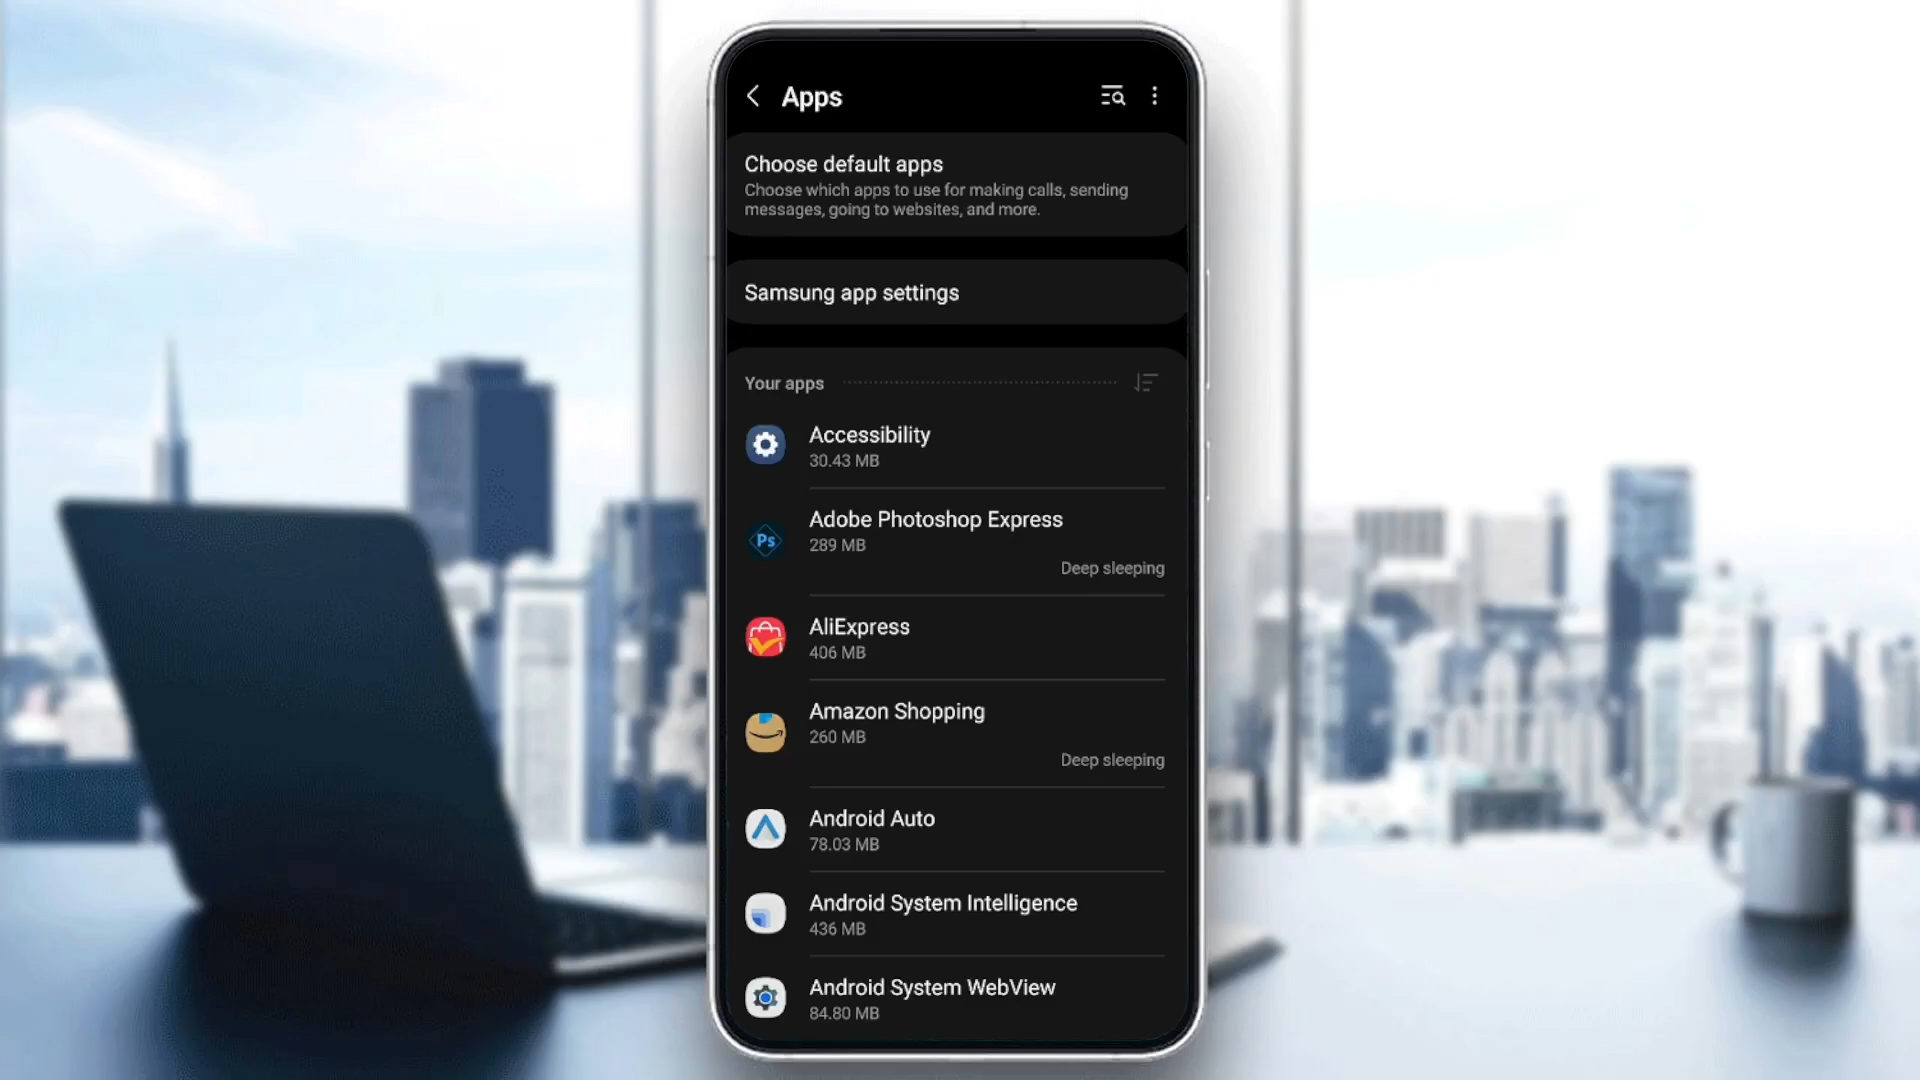 Apps
Choose default apps
Choose which apps to use for making calls, sending
messages, going to websites, and more.
Samsung app settings
Your apps
Accessibility
30.43 MB
Adobe Photoshop Express
289 MB
Ps
Deep sleeping
AliExpress
406 MB
Amazon Shopping
260 MB
Deep sleeping
Android Auto
78.03 MB
Android System Intelligence
436 MB
Android System WebView
84.80 MB